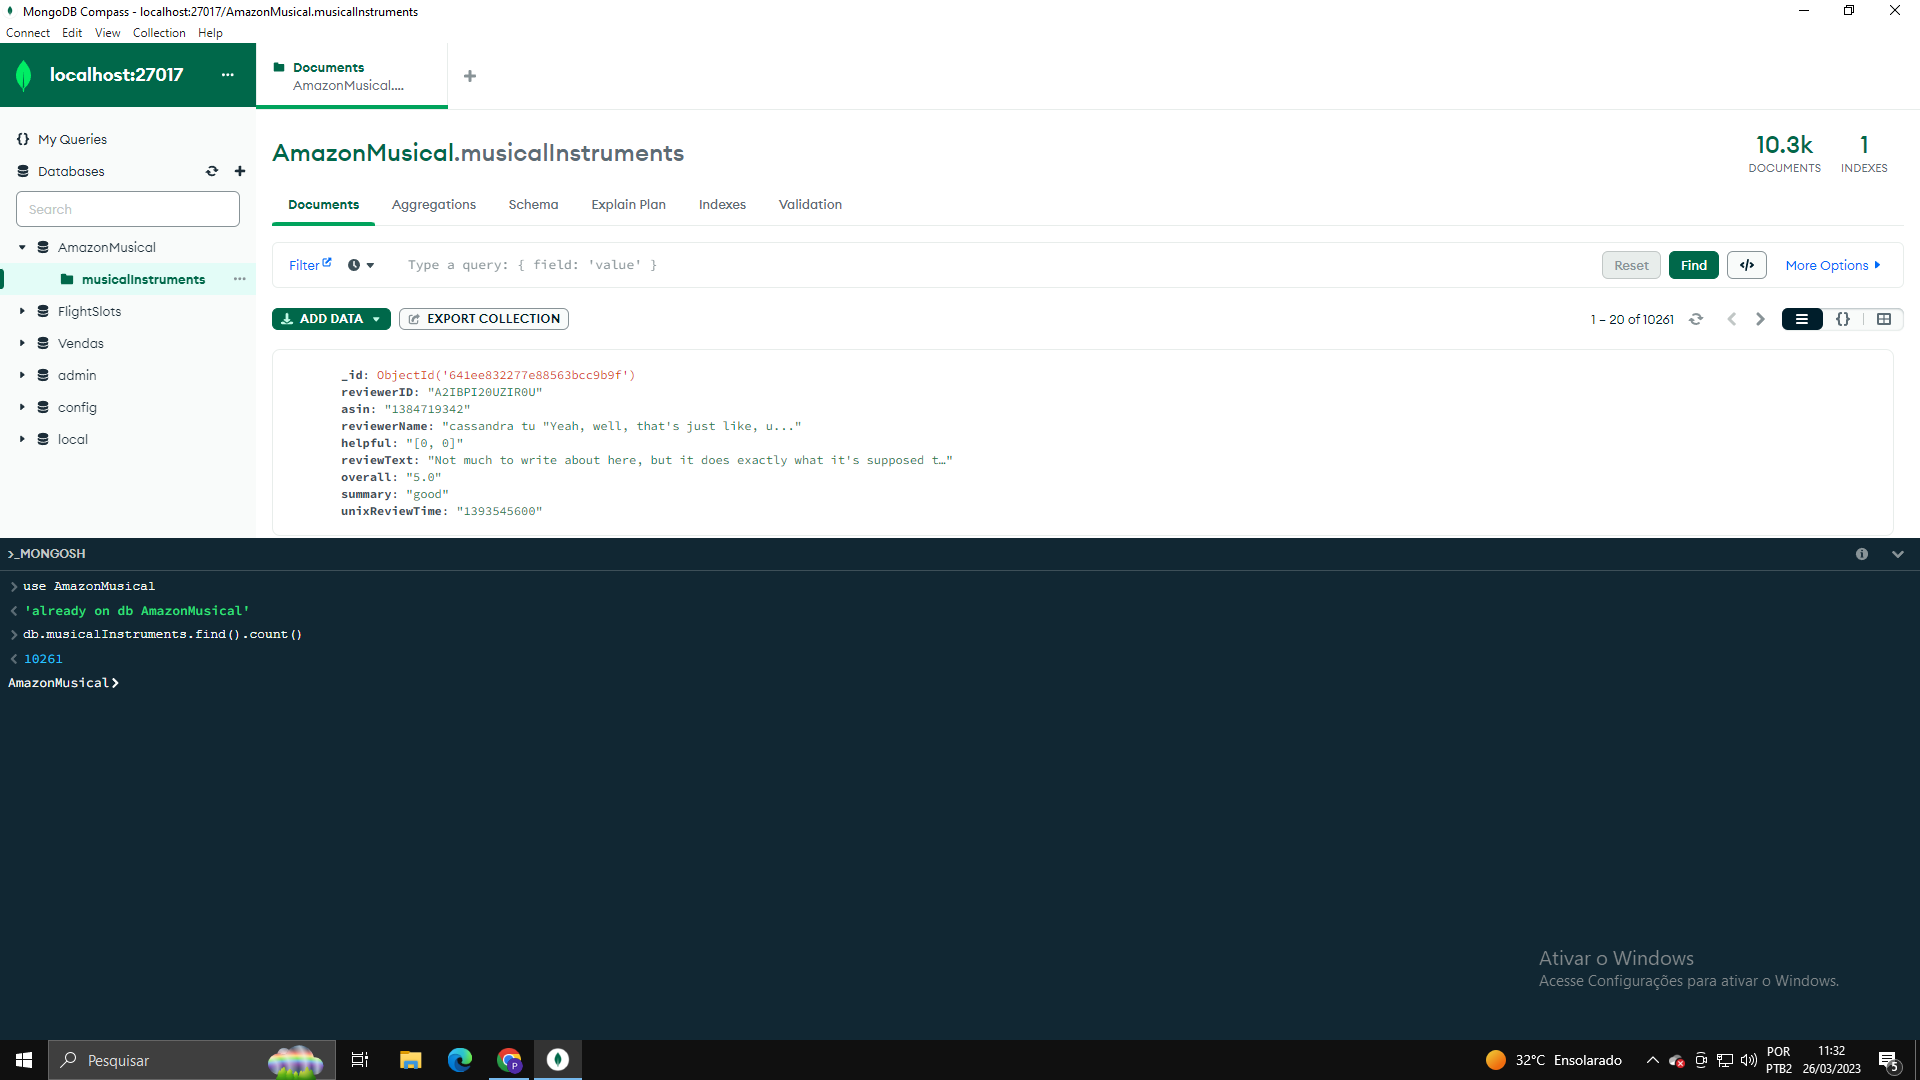 MongoDB Compass - localhost:27017/AmazonMusical.musicalInstruments
Connect Edit View Collection Help
localhost:27017
Documents
AmazonMusical....
My Queries
Databases
Search
AmazonMusical
musicalInstruments
FlightSlots
Vendas
admin
config
local
AmazonMusical.musicalInstruments
10.3k
DOCUMENTS
1
INDEXES
Documents Aggregations Schema Explain Plan Indexes Validation
Filter Type a query: { field: 'value' } Reset Find </> More Options
ADD DATA EXPORT COLLECTION 1 – 20 of 10261 {}
_id: ObjectId('641ee832277e88563bcc9b9f')
reviewerID: "A2IBPI20UZIR0U"
asin: "1384719342"
reviewerName: "cassandra tu "Yeah, well, that's just like, u..."
helpful: "[0, 0]"
reviewText: "Not much to write about here, but it does exactly what it's supposed t…"
overall: "5.0"
summary: "good"
unixReviewTime: "1393545600"
>_MONGOSH
> use AmazonMusical
< 'already on db AmazonMusical'
> db.musicalInstruments.find().count()
< 10261
AmazonMusical>
Ativar o Windows
Acesse Configurações para ativar o Windows.
Pesquisar
P
32°C Ensolarado
POR
PTB2
11:32
26/03/2023
5